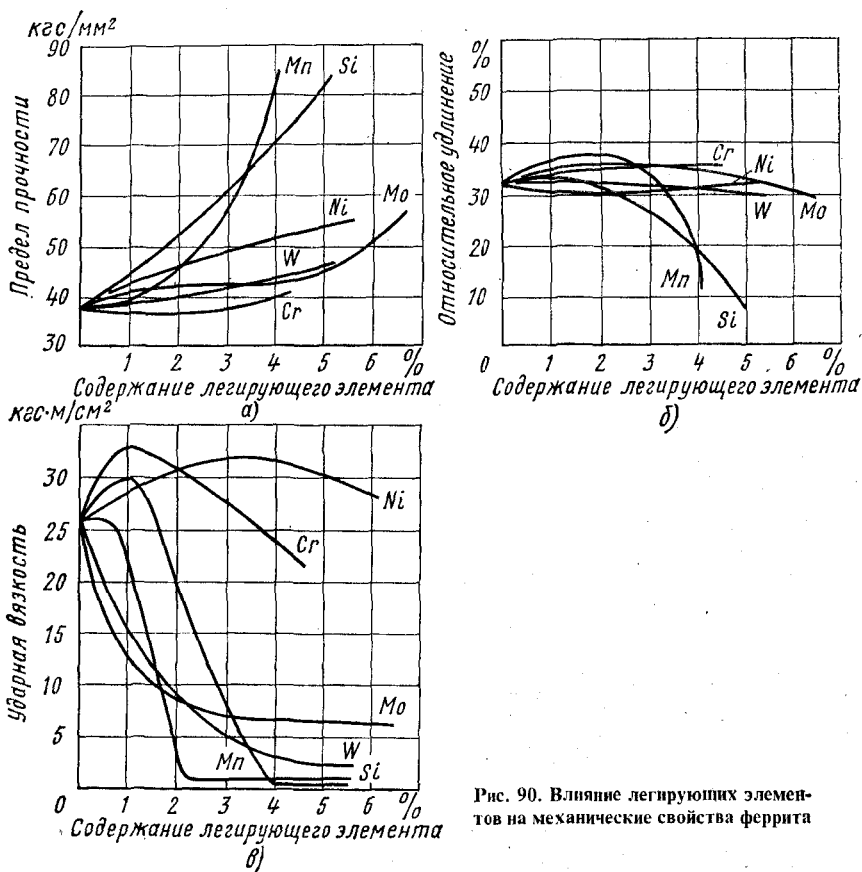 кгс/мм²
90
80
70
60
50
40
30
Предел прочности
Mn
Si
Ni
Mo
W
Cr
1 2 3 4 5 6 %
Содержание легирующего элемента
а)
%
50
40
30
20
10
0
Относительное удлинение
Cr
Ni
W
Mo
Mn
Si
1 2 3 4 5 6 %
Содержание легирующего элемента
б)
кгс·м/см²
30
25
20
15
10
5
0
Ударная вязкость
Ni
Cr
Mo
W
Mn
Si
1 2 3 4 5 6 %
Содержание легирующего элемента
в)
Рис. 90. Влияние легирующих элемен-
тов на механические свойства феррита